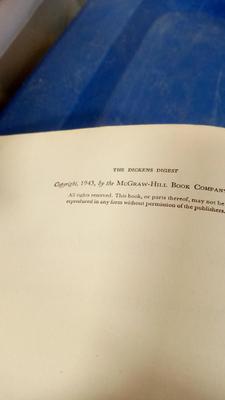 THE DICKENS DIGEST
Copyright, 1943, by the McGRAW-HILL BOOK COMPANY
All rights reserved. This book, or parts thereof, may not be
reproduced in any form without permission of the publishers.